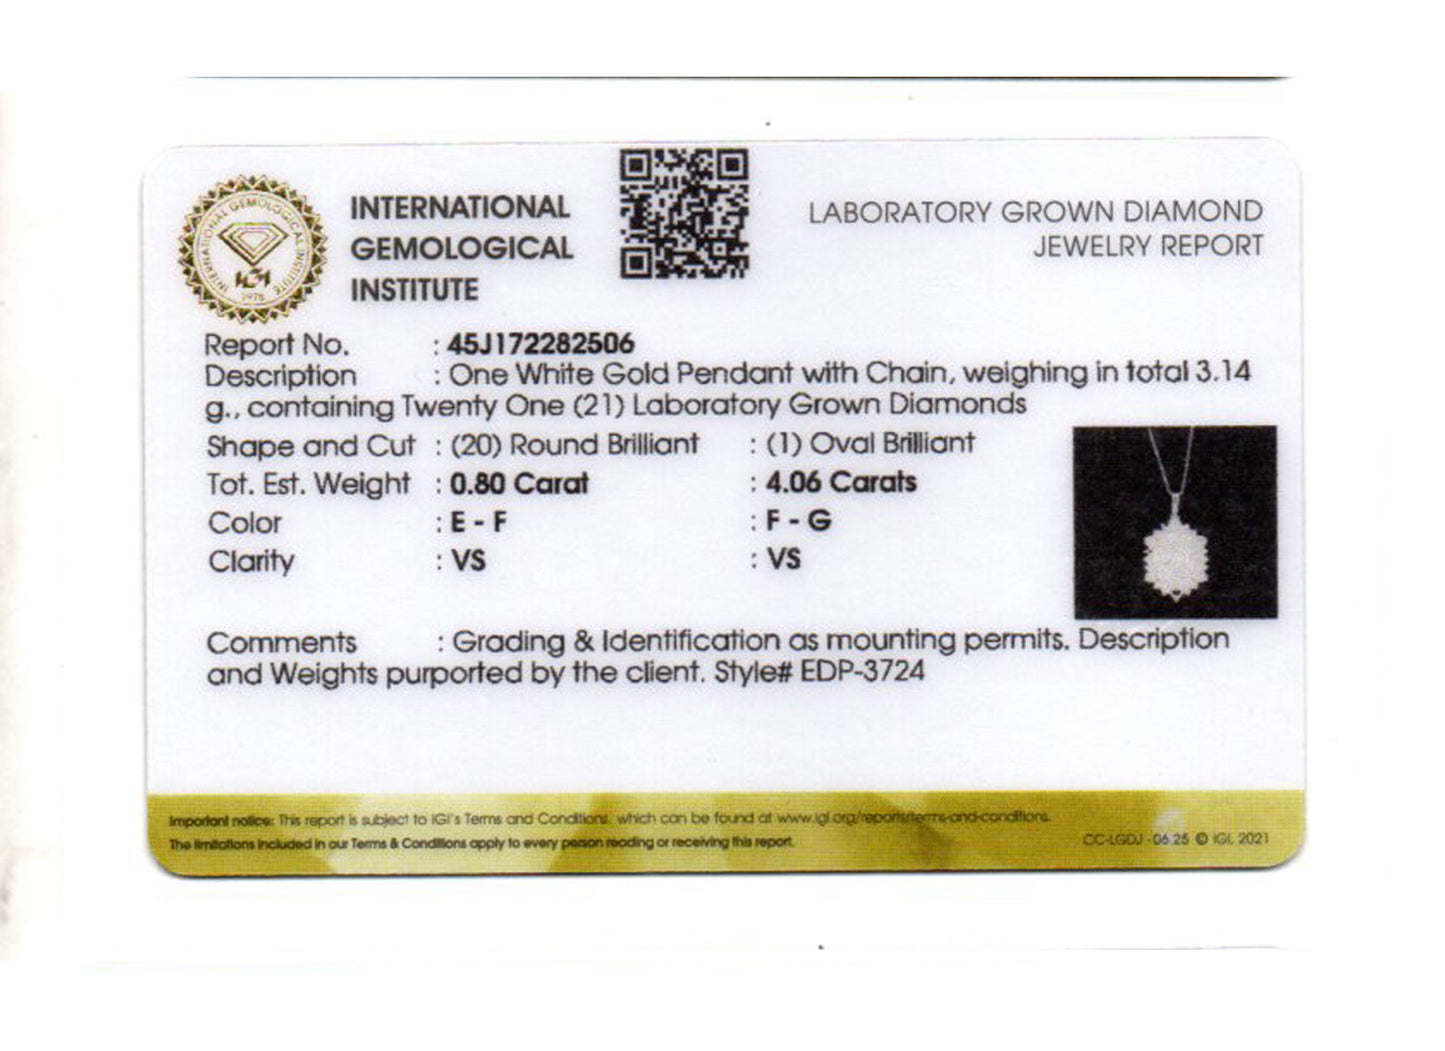 INTERNATIONAL
GEMOLOGICAL
INSTITUTE
INTERNATIONAL GEMOLOGICAL INSTITUTE
IGI
1975
LABORATORY GROWN DIAMOND
JEWELRY REPORT
Report No. : 45J172282506
Description : One White Gold Pendant with Chain, weighing in total 3.14
g., containing Twenty One (21) Laboratory Grown Diamonds
Shape and Cut : (20) Round Brilliant : (1) Oval Brilliant
Tot. Est. Weight : 0.80 Carat : 4.06 Carats
Color : E - F : F - G
Clarity : VS : VS
Comments : Grading & Identification as mounting permits. Description
and Weights purported by the client. Style# EDP-3724
Important notice: This report is subject to IGI's Terms and Conditions which can be found at www.igi.org/reports/terms-and-conditions.
The limitations included in our Terms & Conditions apply to every person reading or receiving this report.
CC-LGDJ - 06.25 © IGI, 2021